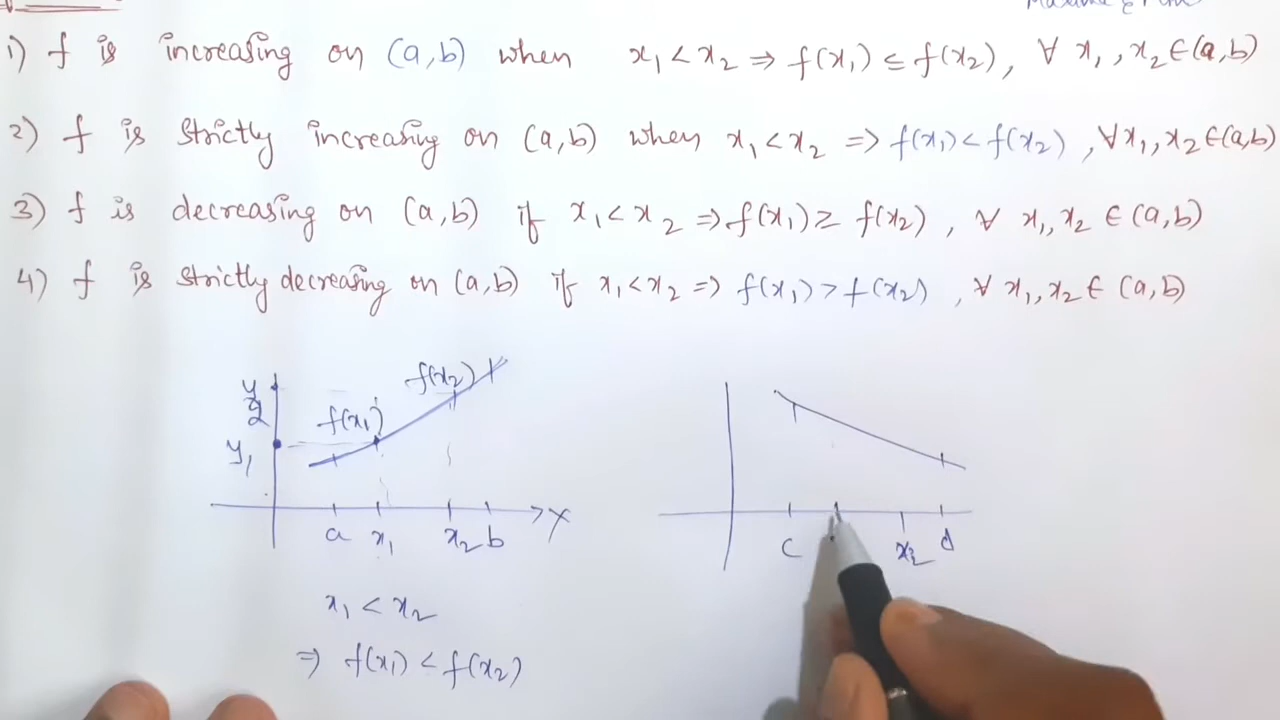 1) f is increasing on (a,b) when x₁ < x₂ ⇒ f(x₁) ≤ f(x₂), ∀ x₁, x₂ ∈ (a,b)
2) f is strictly increasing on (a,b) when x₁ < x₂ ⇒ f(x₁) < f(x₂), ∀ x₁, x₂ ∈ (a,b)
3) f is decreasing on (a,b) if x₁ < x₂ ⇒ f(x₁) ≥ f(x₂), ∀ x₁, x₂ ∈ (a,b)
4) f is strictly decreasing on (a,b) if x₁ < x₂ ⇒ f(x₁) > f(x₂), ∀ x₁, x₂ ∈ (a,b)
f(x₂)
y₂
f(x₁)
y₁
a x₁ x₂ b X
c x₂ d
x₁ < x₂
⇒ f(x₁) < f(x₂)